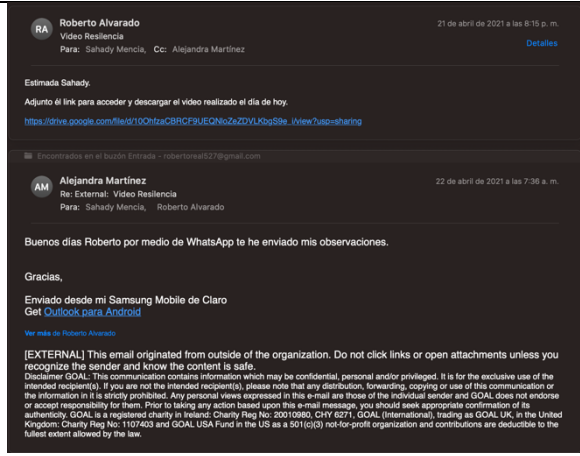 RA
Roberto Alvarado
21 de abril de 2021 a las 8:15 p. m.
Video Resilencia
Para: Sahady Mencía, Cc: Alejandra Martínez
Detalles
Estimada Sahady.
Adjunto él link para acceder y descargar el video realizado el día de hoy.
https://drive.google.com/file/d/10OhfzaCBRCF9UEQNloZeZDVLKbgS9e_i/view?usp=sharing
Encontrados en el buzón Entrada - robertoreal527@gmail.com
AM
Alejandra Martínez
22 de abril de 2021 a las 7:36 a. m.
Re: External: Video Resilencia
Para: Sahady Mencía, Roberto Alvarado
Buenos días Roberto por medio de WhatsApp te he enviado mis observaciones.
Gracias,
Enviado desde mi Samsung Mobile de Claro
Get Outlook para Android
Ver más de Roberto Alvarado
[EXTERNAL] This email originated from outside of the organization. Do not click links or open attachments unless you
recognize the sender and know the content is safe.
Disclaimer GOAL: This communication contains information which may be confidential, personal and/or privileged. It is for the exclusive use of the
intended recipient(s). If you are not the intended recipient(s), please note that any distribution, forwarding, copying or use of this communication or
the information in it is strictly prohibited. Any personal views expressed in this e-mail are those of the individual sender and GOAL does not endorse
or accept responsibility for them. Prior to taking any action based upon this e-mail message, you should seek appropriate confirmation of its
authenticity. GOAL is a registered charity in Ireland: Charity Reg No: 20010980, CHY 6271, GOAL (International), trading as GOAL UK, in the United
Kingdom: Charity Reg No: 1107403 and GOAL USA Fund in the US as a 501(c)(3) not-for-profit organization and contributions are deductible to the
fullest extent allowed by the law.